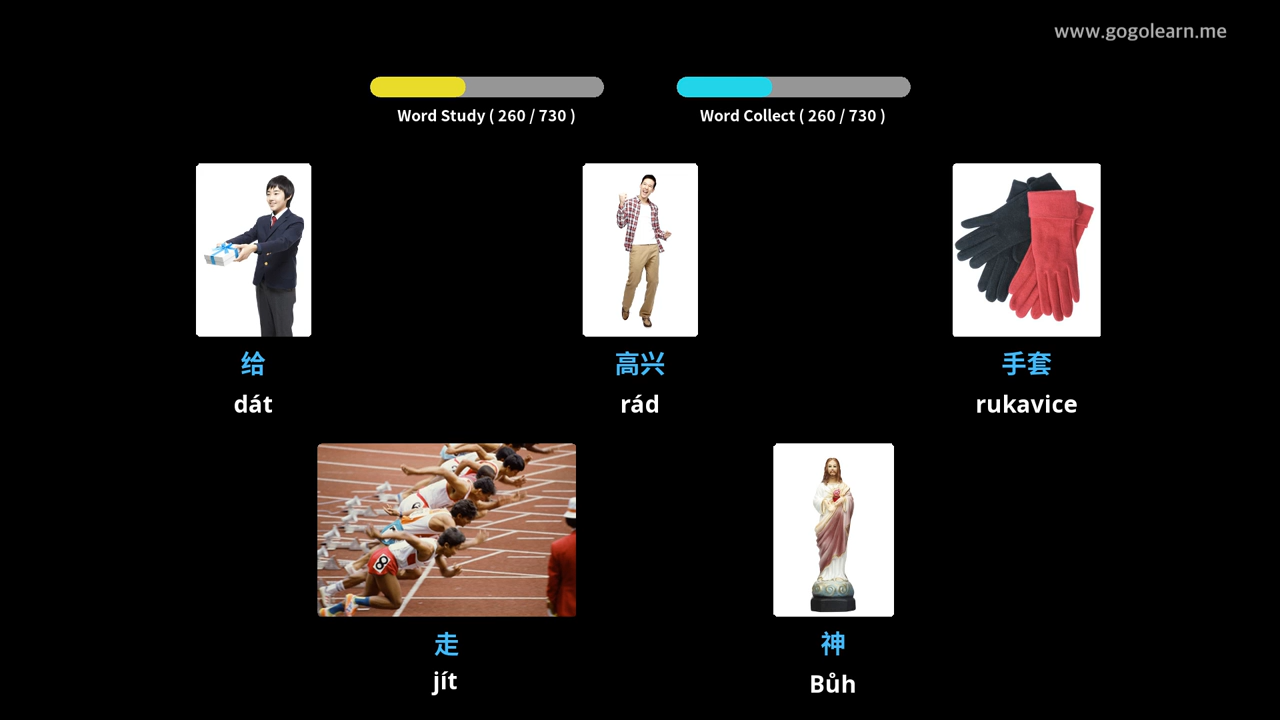 www.gogolearn.me
Word Study ( 260 / 730 )
Word Collect ( 260 / 730 )
给
高兴
手套
dát
rád
rukavice
8
走
神
jít
Bůh